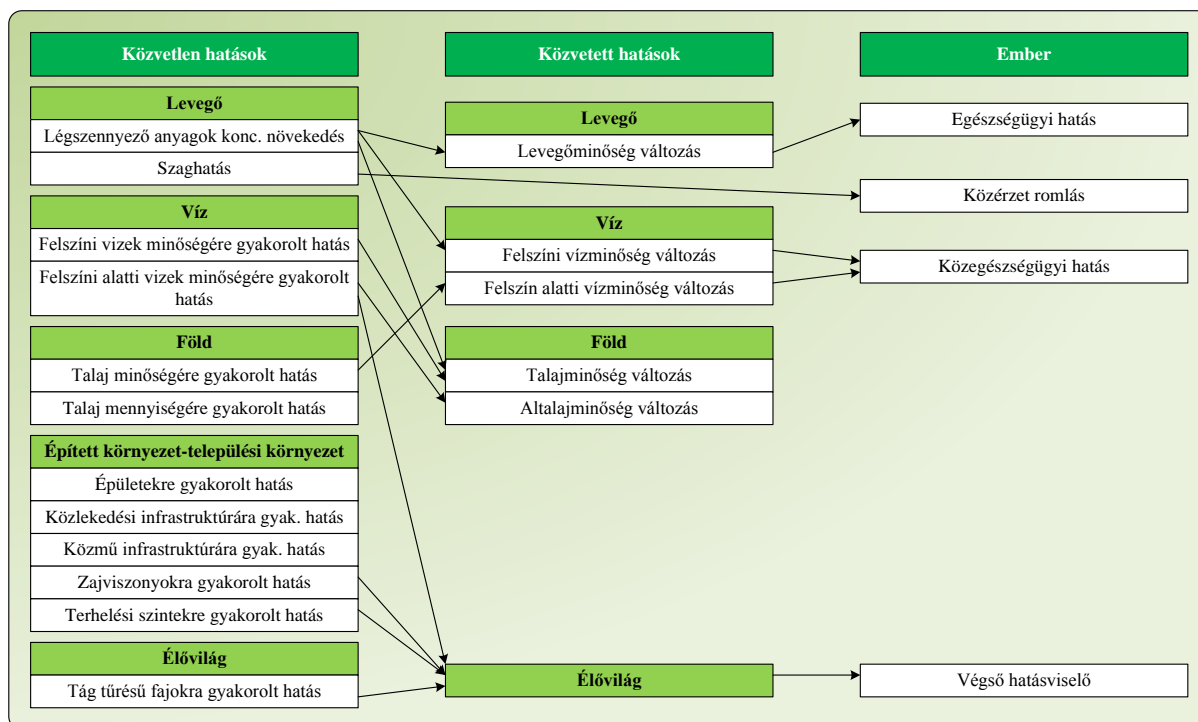 Közvetlen hatások
Levegő
Légszennyező anyagok konc. növekedés
Szaghatás
Víz
Felszíni vizek minőségére gyakorolt hatás
Felszíni alatti vizek minőségére gyakorolt
hatás
Föld
Talaj minőségére gyakorolt hatás
Talaj mennyiségére gyakorolt hatás
Épített környezet-települési környezet
Épületekre gyakorolt hatás
Közlekedési infrastruktúrára gyak. hatás
Közmű infrastruktúrára gyak. hatás
Zajviszonyokra gyakorolt hatás
Terhelési szintekre gyakorolt hatás
Élővilág
Tág tűrésű fajokra gyakorolt hatás
Közvetett hatások
Levegő
Levegőminőség változás
Víz
Felszíni vízminőség változás
Felszín alatti vízminőség változás
Föld
Talajminőség változás
Altalajminőség változás
Élővilág
Ember
Egészségügyi hatás
Közérzet romlás
Közegészségügyi hatás
Végső hatásviselő